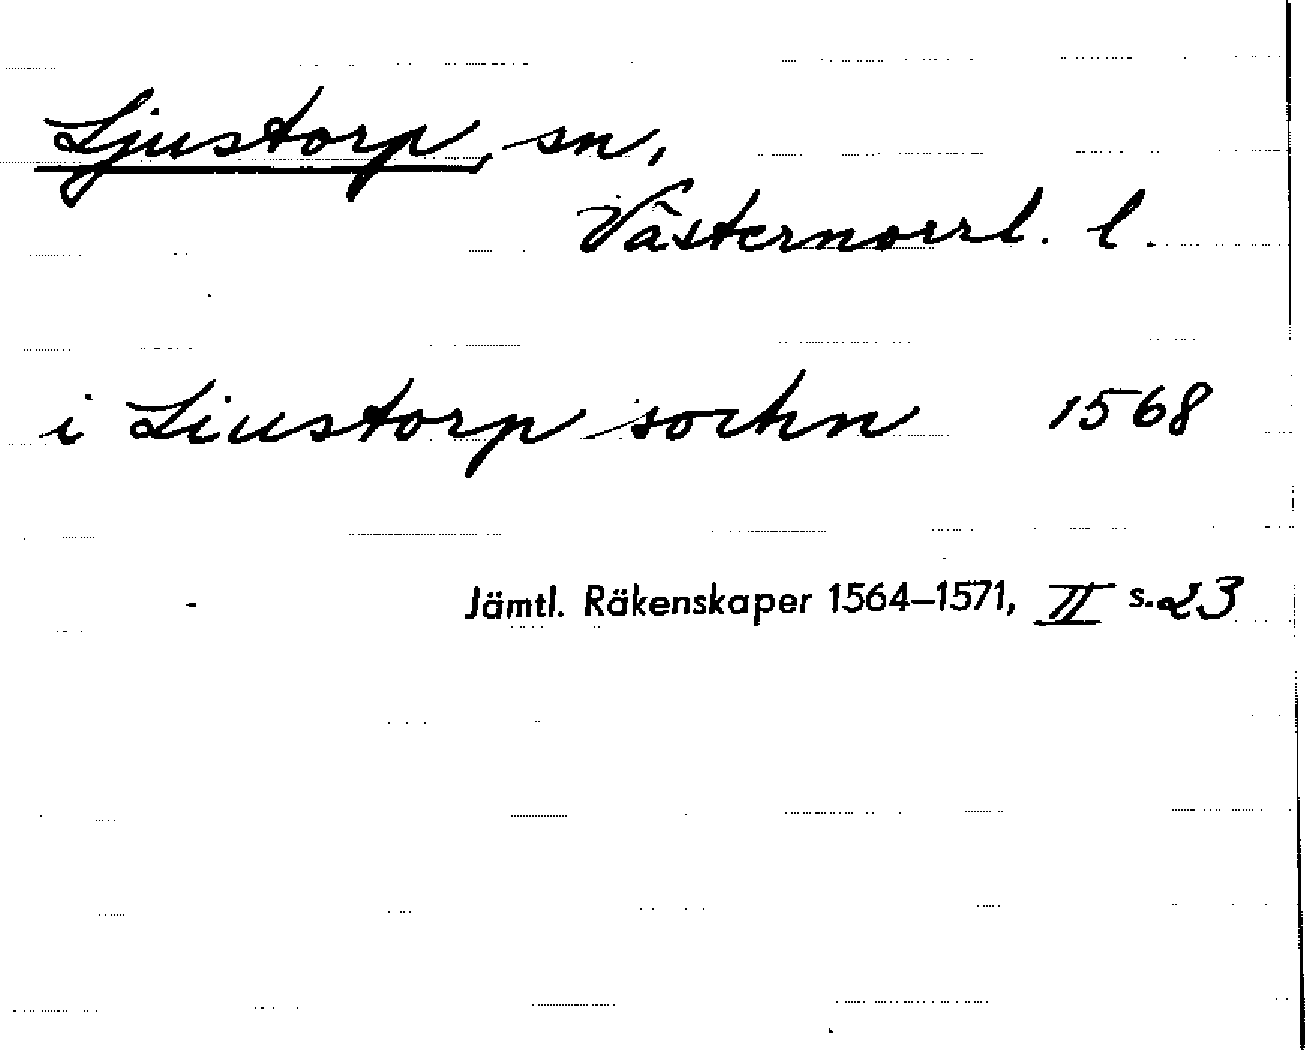 Ljustorp, sn,
Västernorrl. l.
i Liustorp sochn 1568
Jämtl. Räkenskaper 1564–1571, II s. 23